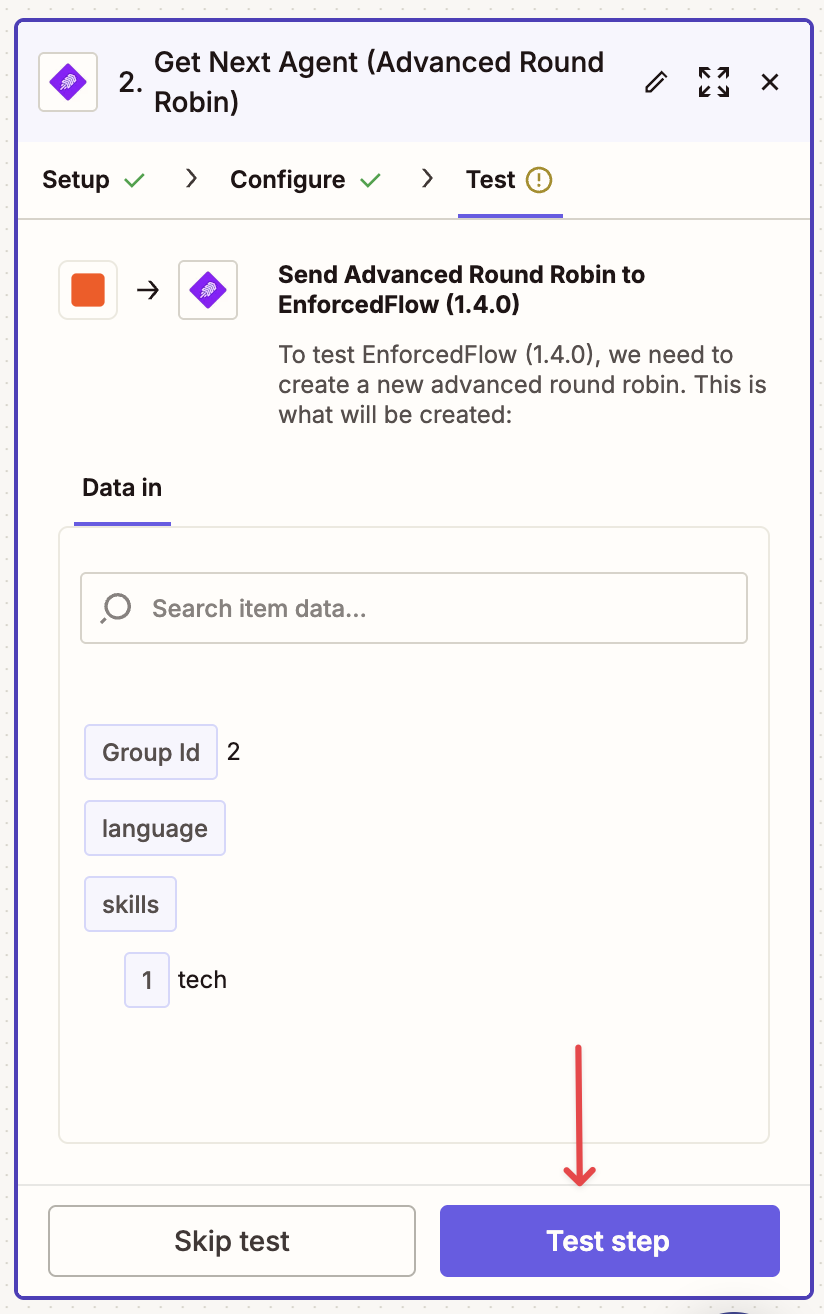 2. Get Next Agent (Advanced Round
Robin)
Setup
Configure
Test
Send Advanced Round Robin to
EnforcedFlow (1.4.0)
To test EnforcedFlow (1.4.0), we need to
create a new advanced round robin. This is
what will be created:
Data in
Search item data...
Group Id 2
language
skills
1 tech
Skip test
Test step